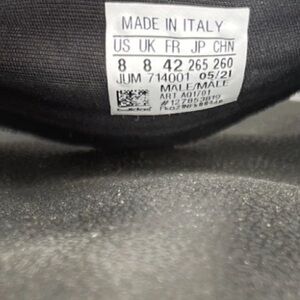 MADE IN ITALY
US UK FR JP CHN
8 8 42 265 260
JUM 714001 05/21
MALE/MALE
ART AQ1701